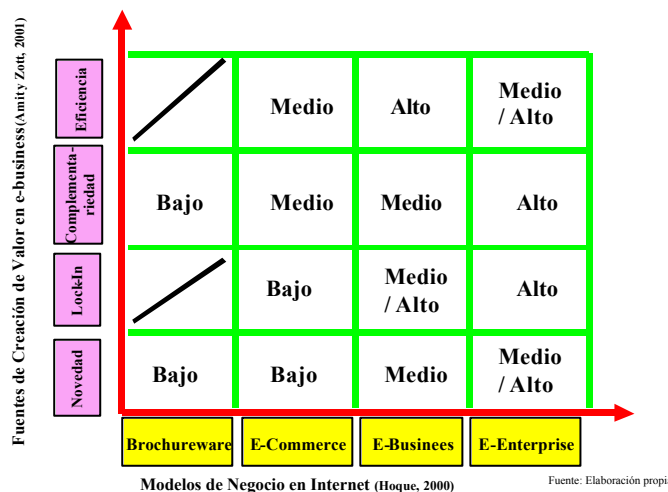 Fuentes de Creación de Valor en e-business(Amity Zott, 2001)
Eficiencia
Medio
Alto
Medio
/ Alto
Complementa-
riedad
Bajo
Medio
Medio
Alto
Lock-In
Bajo
Medio
/ Alto
Alto
Novedad
Bajo
Bajo
Medio
Medio
/ Alto
Brochureware
E-Commerce
E-Businees
E-Enterprise
Modelos de Negocio en Internet (Hoque, 2000)
Fuente: Elaboración propi